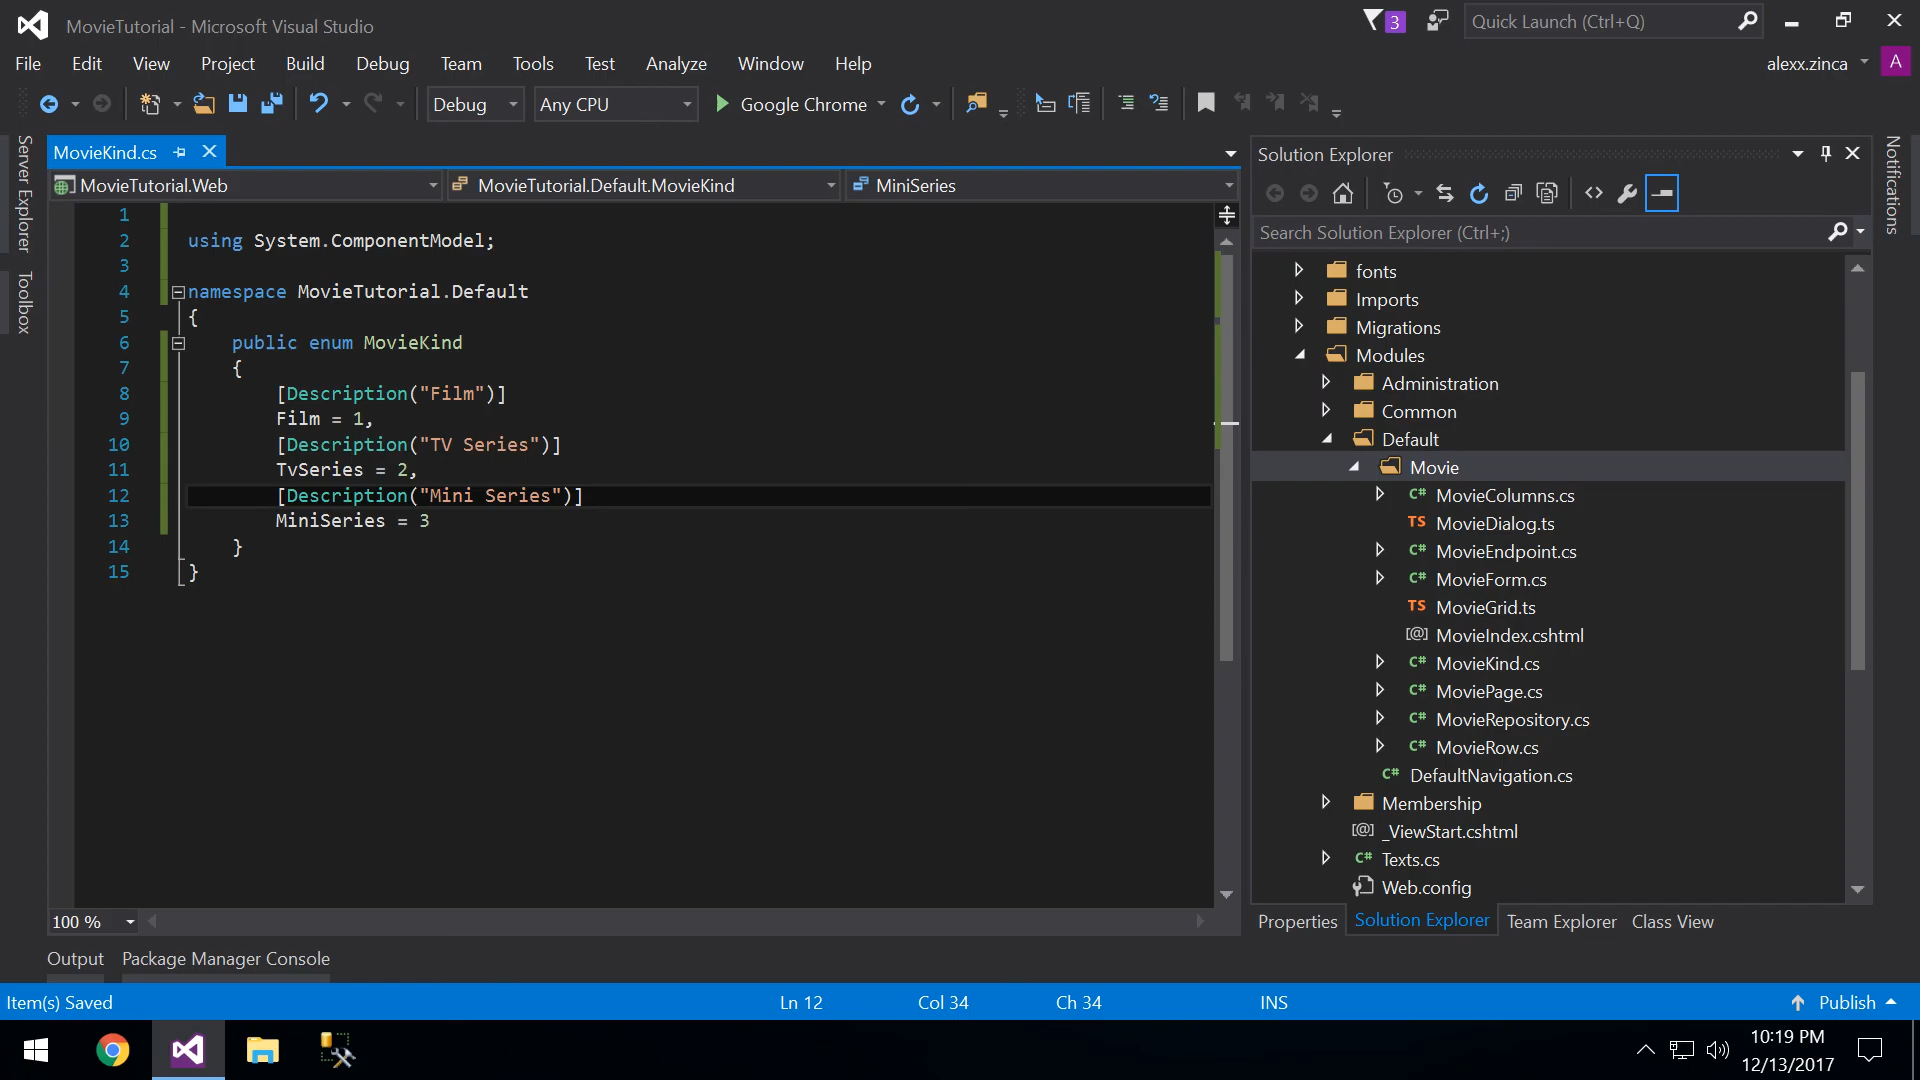 MovieTutorial - Microsoft Visual Studio
3
Quick Launch (Ctrl+Q)
File Edit View Project Build Debug Team Tools Test Analyze Window Help
alexx.zinca A
Debug Any CPU Google Chrome
Server Explorer
Toolbox
MovieKind.cs
MovieTutorial.Web MovieTutorial.Default.MovieKind MiniSeries
1
2 using System.ComponentModel;
3
4 namespace MovieTutorial.Default
5 {
6 public enum MovieKind
7 {
8 [Description("Film")]
9 Film = 1,
10 [Description("TV Series")]
11 TvSeries = 2,
12 [Description("Mini Series")]
13 MiniSeries = 3
14 }
15 }
100 %
Solution Explorer
Notifications
Search Solution Explorer (Ctrl+;)
fonts
Imports
Migrations
Modules
Administration
Common
Default
Movie
C# MovieColumns.cs
TS MovieDialog.ts
C# MovieEndpoint.cs
C# MovieForm.cs
TS MovieGrid.ts
[@] MovieIndex.cshtml
C# MovieKind.cs
C# MoviePage.cs
C# MovieRepository.cs
C# MovieRow.cs
C# DefaultNavigation.cs
Membership
[@] _ViewStart.cshtml
C# Texts.cs
Web.config
Properties Solution Explorer Team Explorer Class View
Output Package Manager Console
Item(s) Saved Ln 12 Col 34 Ch 34 INS Publish
10:19 PM
12/13/2017